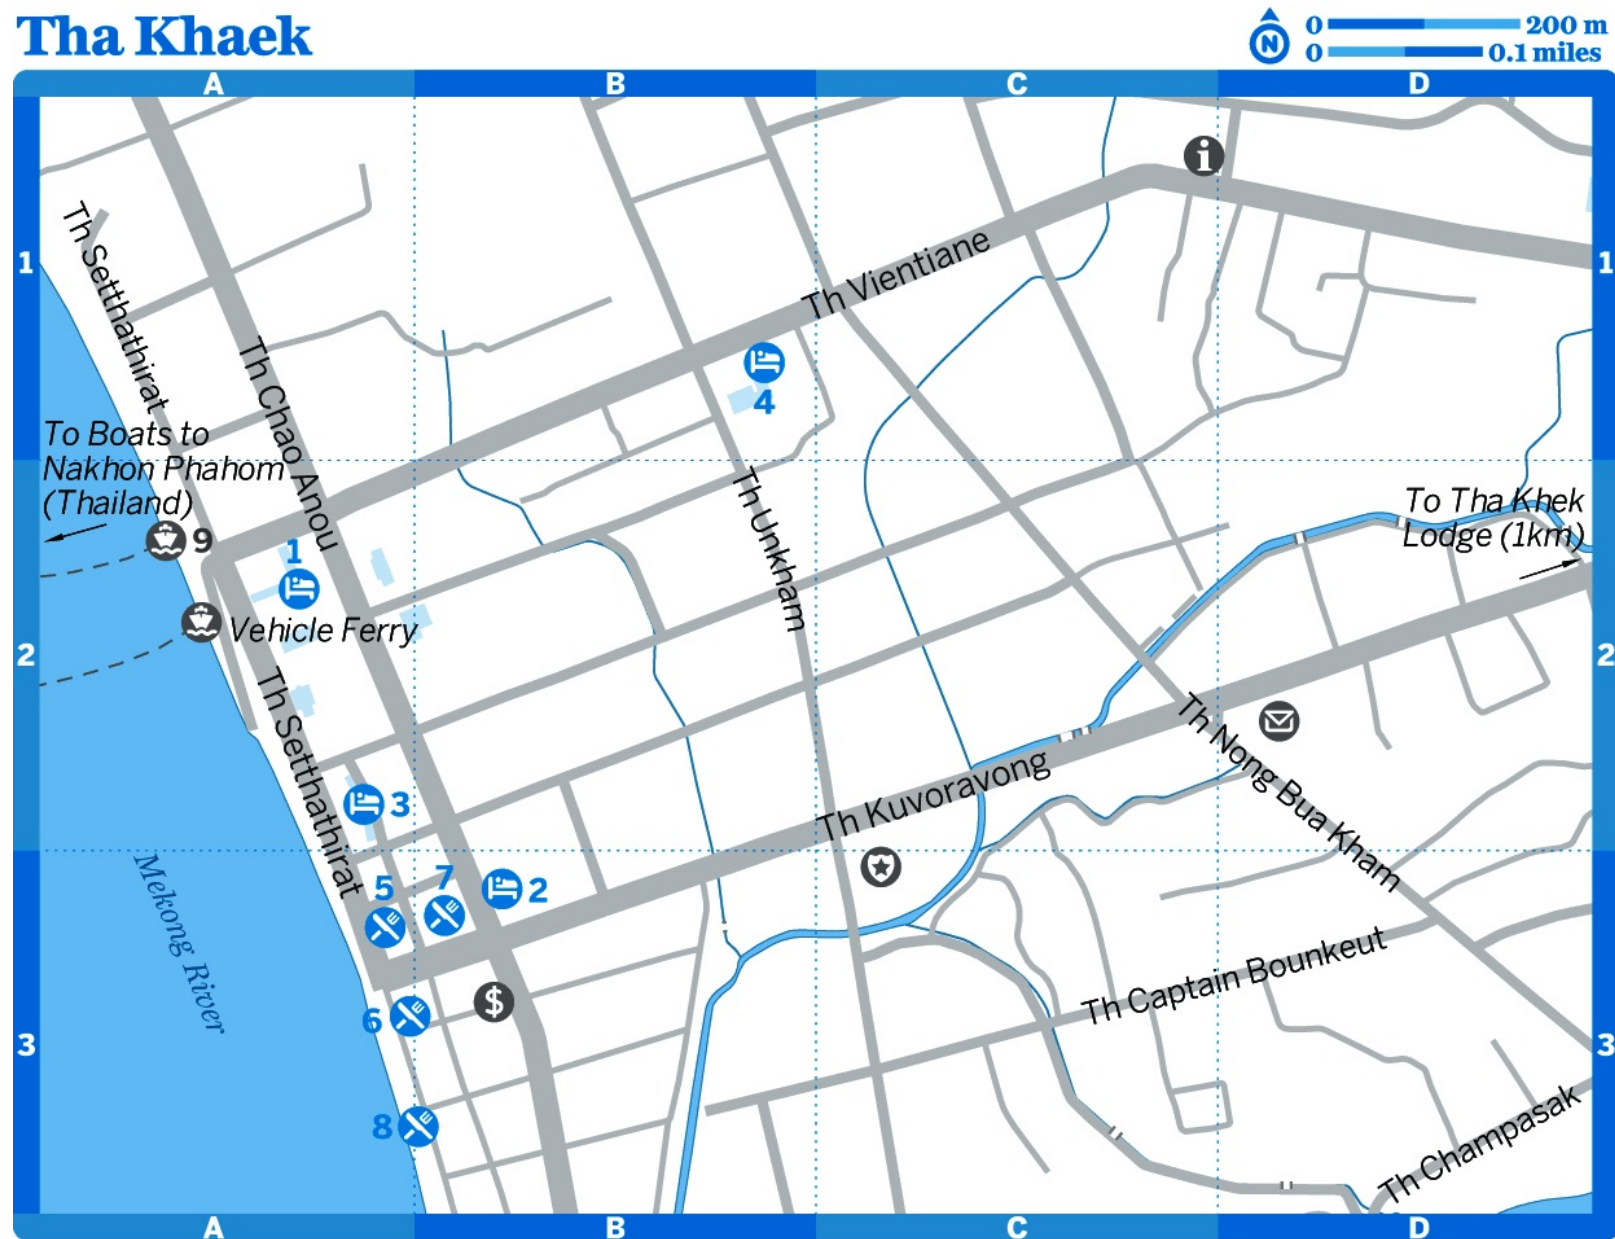 Tha Khaek
N
0 200 m
0 0.1 miles
A B C D
1
1
Th Setthathirat
Th Chao Anou
Th Vientiane
i
4
To Boats to
Nakhon Phahom
(Thailand)
9
1
Vehicle Ferry
Th Unkham
To Tha Khek
Lodge (1km)
2
2
Th Setthathirat
3
Th Kuvoravong
Th Nong Bua Kham
Mekong River
5
7
2
6
$
8
Th Captain Bounkeut
3
3
Th Champasak
A B C D